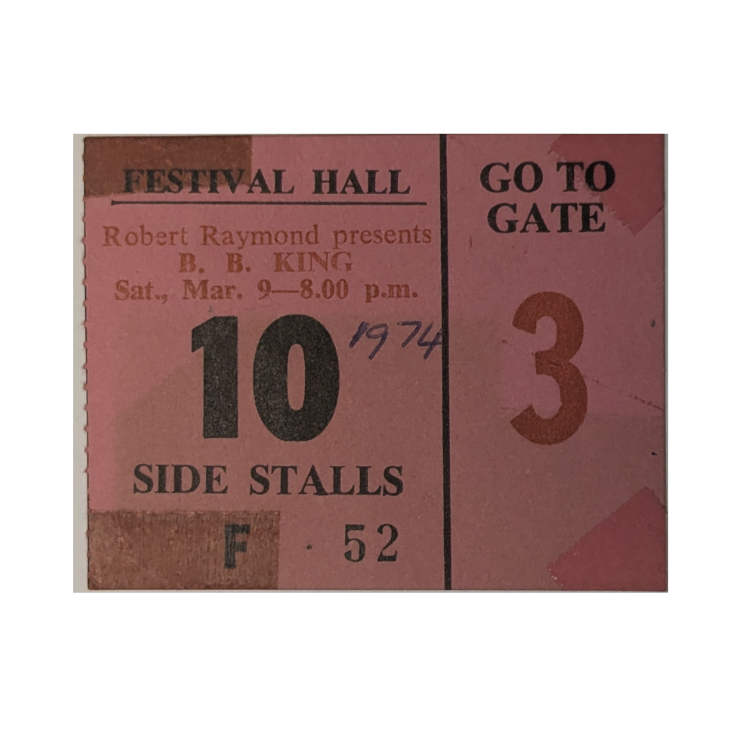 FESTIVAL HALL
Robert Raymond presents
B. B. KING
Sat., Mar. 9—8.00 p.m.
10
1974
SIDE STALLS
F 52
GO TO
GATE
3